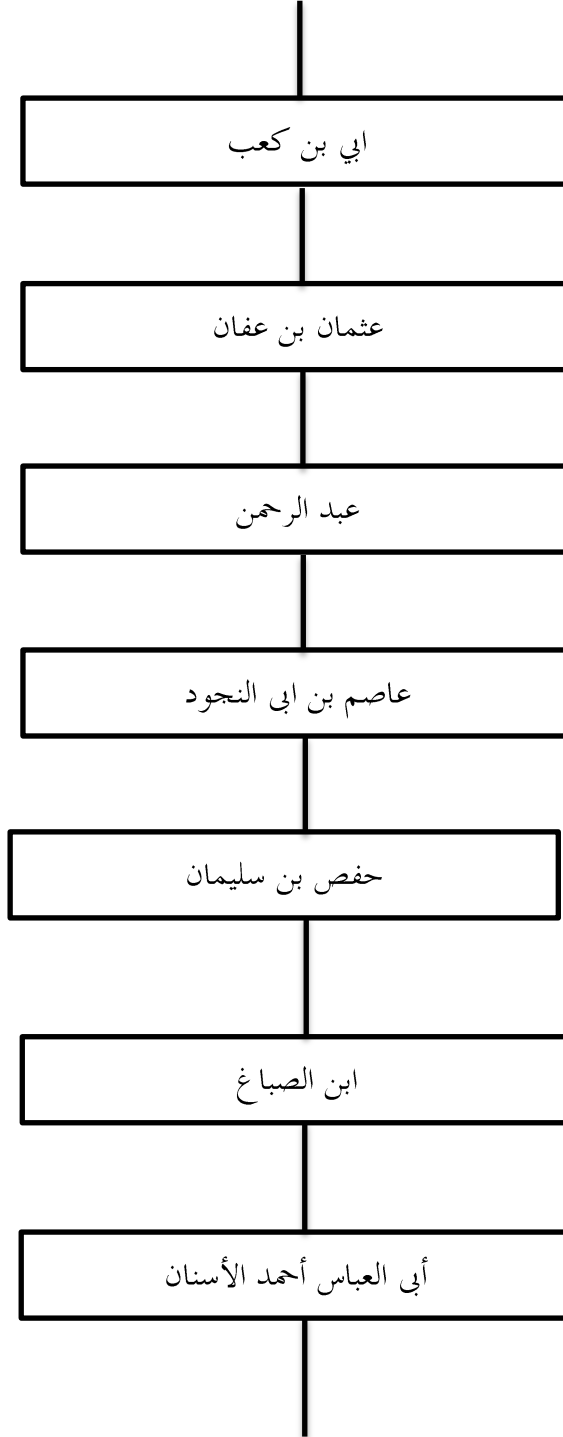 ابي بن كعب
عثمان بن عفان
عبد الرحمن
عاصم بن ابى النجود
حفص بن سليمان
ابن الصباغ
أبى العباس أحمد الأسنان